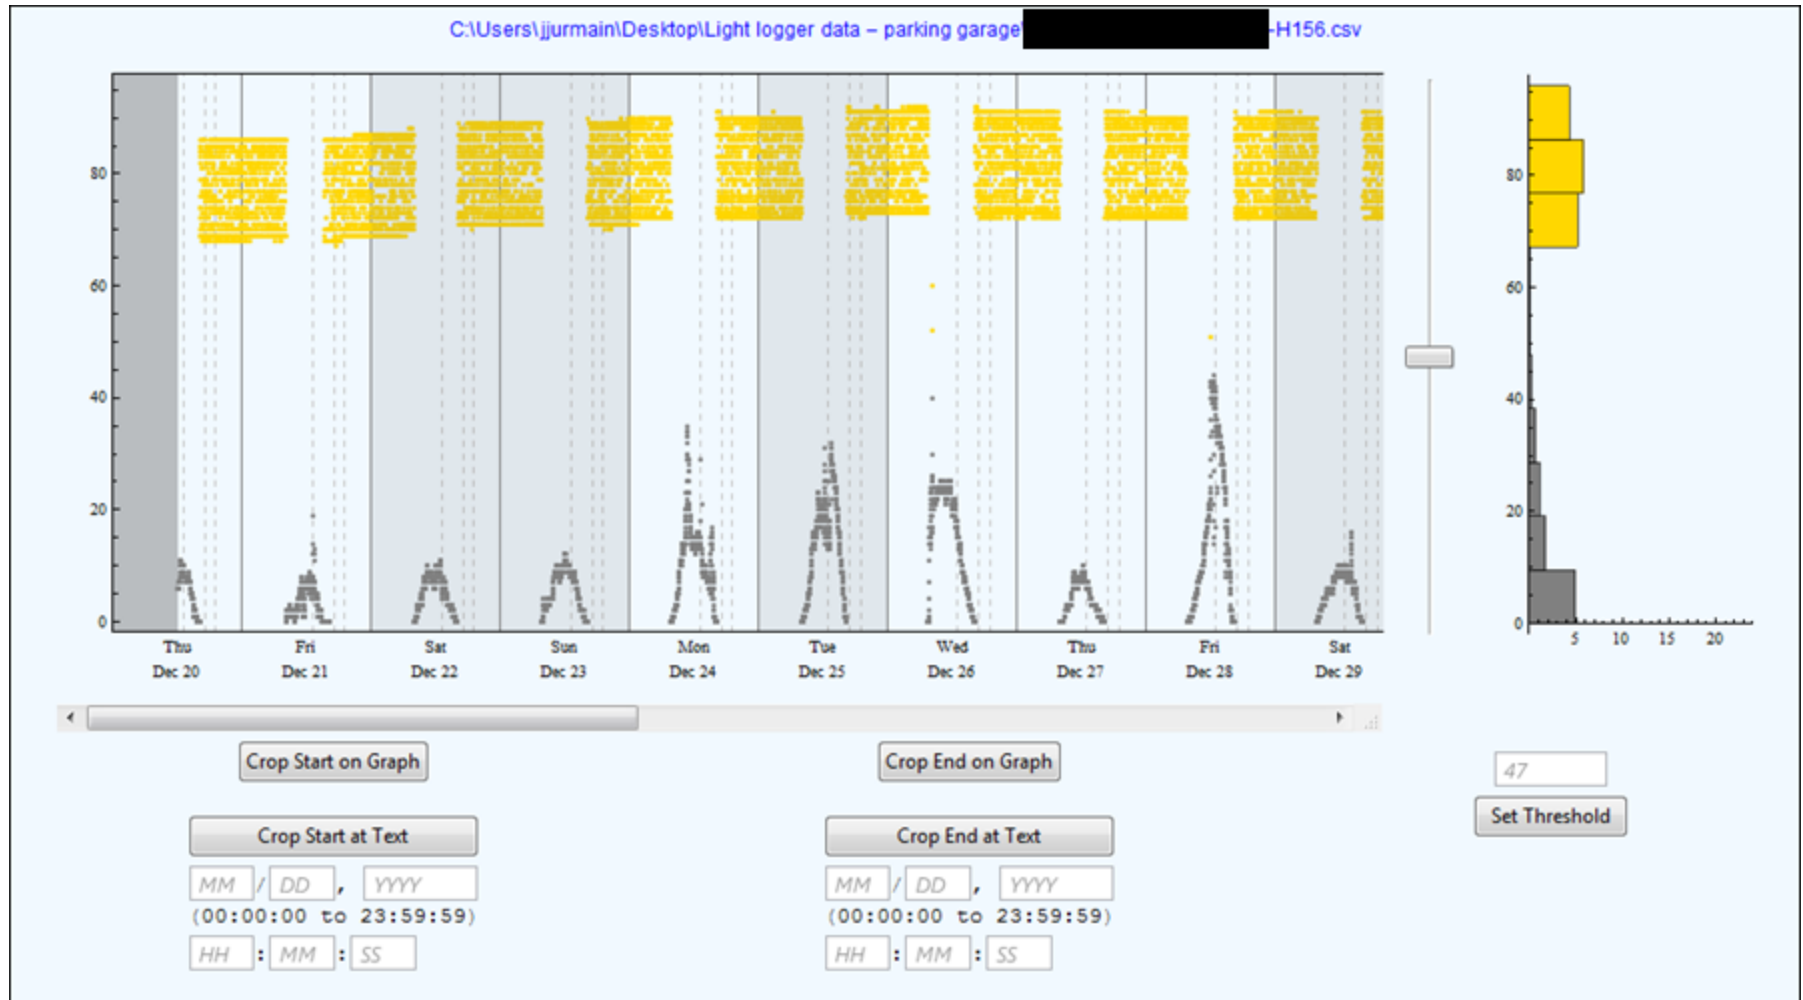 C:\Users\jjurmain\Desktop\Light logger data – parking garage\ -H156.csv
80
60
40
20
0
Thu Fri Sat Sun Mon Tue Wed Thu Fri Sat
Dec 20 Dec 21 Dec 22 Dec 23 Dec 24 Dec 25 Dec 26 Dec 27 Dec 28 Dec 29
80
60
40
20
0
5 10 15 20
Crop Start on Graph
Crop End on Graph
47
Set Threshold
Crop Start at Text
MM / DD , YYYY
(00:00:00 to 23:59:59)
HH : MM : SS
Crop End at Text
MM / DD , YYYY
(00:00:00 to 23:59:59)
HH : MM : SS